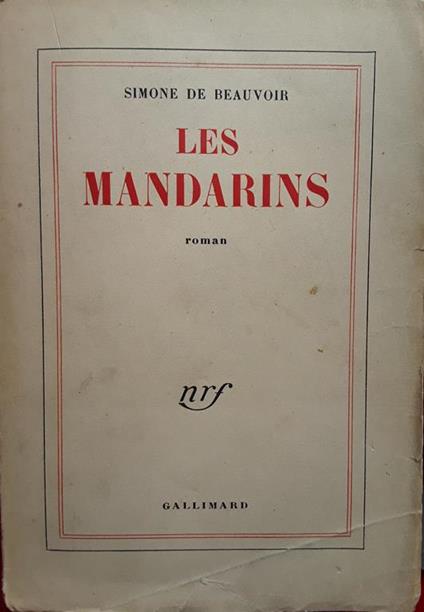 SIMONE DE BEAUVOIR
LES
MANDARINS
roman
nrf
GALLIMARD